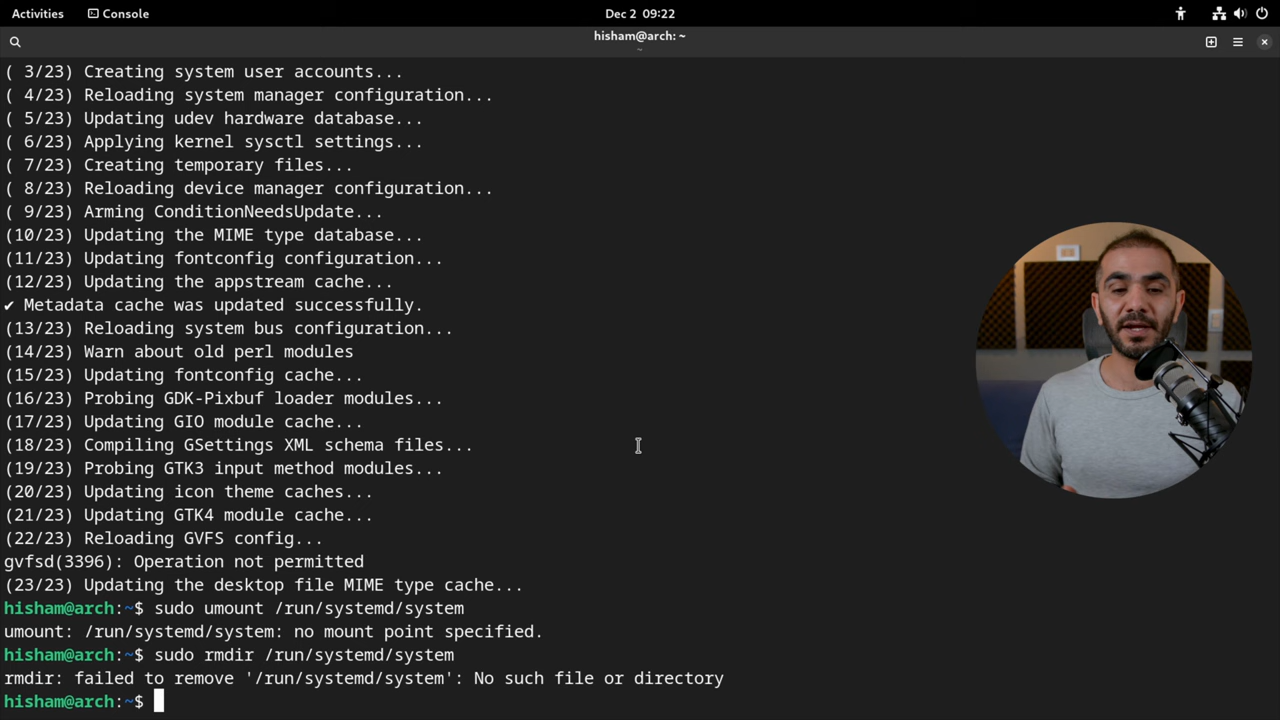 Activities
Console
Dec 2 09:22
hisham@arch: ~
~
( 3/23) Creating system user accounts...
( 4/23) Reloading system manager configuration...
( 5/23) Updating udev hardware database...
( 6/23) Applying kernel sysctl settings...
( 7/23) Creating temporary files...
( 8/23) Reloading device manager configuration...
( 9/23) Arming ConditionNeedsUpdate...
(10/23) Updating the MIME type database...
(11/23) Updating fontconfig configuration...
(12/23) Updating the appstream cache...
✔ Metadata cache was updated successfully.
(13/23) Reloading system bus configuration...
(14/23) Warn about old perl modules
(15/23) Updating fontconfig cache...
(16/23) Probing GDK-Pixbuf loader modules...
(17/23) Updating GIO module cache...
(18/23) Compiling GSettings XML schema files...
(19/23) Probing GTK3 input method modules...
(20/23) Updating icon theme caches...
(21/23) Updating GTK4 module cache...
(22/23) Reloading GVFS config...
gvfsd(3396): Operation not permitted
(23/23) Updating the desktop file MIME type cache...
hisham@arch:~$ sudo umount /run/systemd/system
umount: /run/systemd/system: no mount point specified.
hisham@arch:~$ sudo rmdir /run/systemd/system
rmdir: failed to remove '/run/systemd/system': No such file or directory
hisham@arch:~$